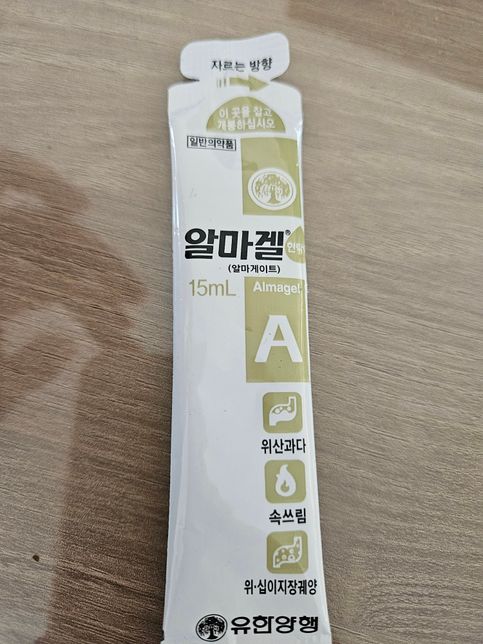 자르는 방향
이 곳을 잡고
개봉하십시오
일반의약품
알마겔®
(알마게이트)
15mL
Almagel
A
위산과다
속쓰림
위·십이지장궤양
유한양행